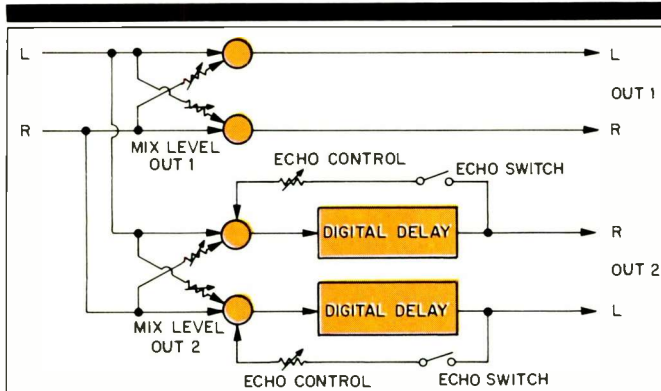 L
L
OUT 1
R
R
MIX LEVEL
OUT 1
ECHO CONTROL
ECHO SWITCH
DIGITAL DELAY
R
OUT 2
DIGITAL DELAY
L
MIX LEVEL
OUT 2
ECHO CONTROL
ECHO SWITCH